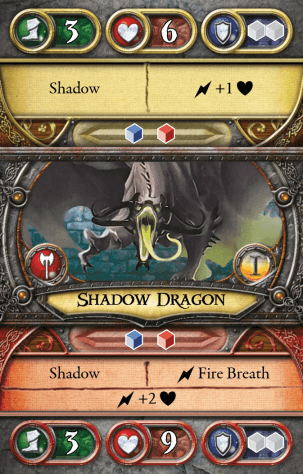 3 6
Shadow +1
I
SHADOW DRAGON
Shadow Fire Breath
+2
3 9